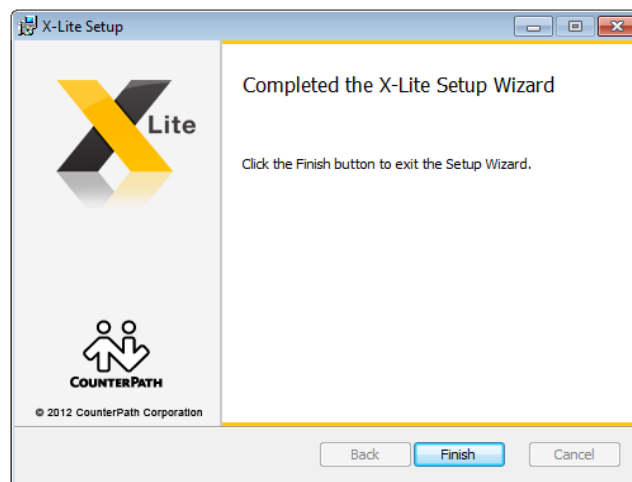 X-Lite Setup
X Lite
Completed the X-Lite Setup Wizard
Click the Finish button to exit the Setup Wizard.
COUNTERPATH
© 2012 CounterPath Corporation
Back
Finish
Cancel